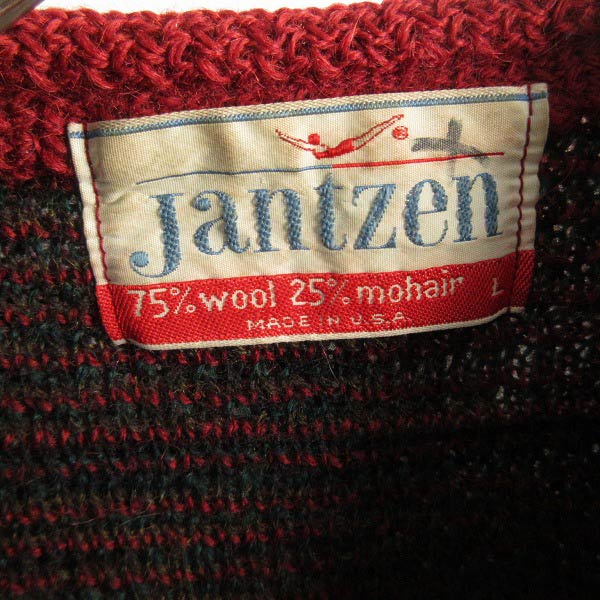 Jantzen
75% wool 25% mohair L
MADE IN U.S.A